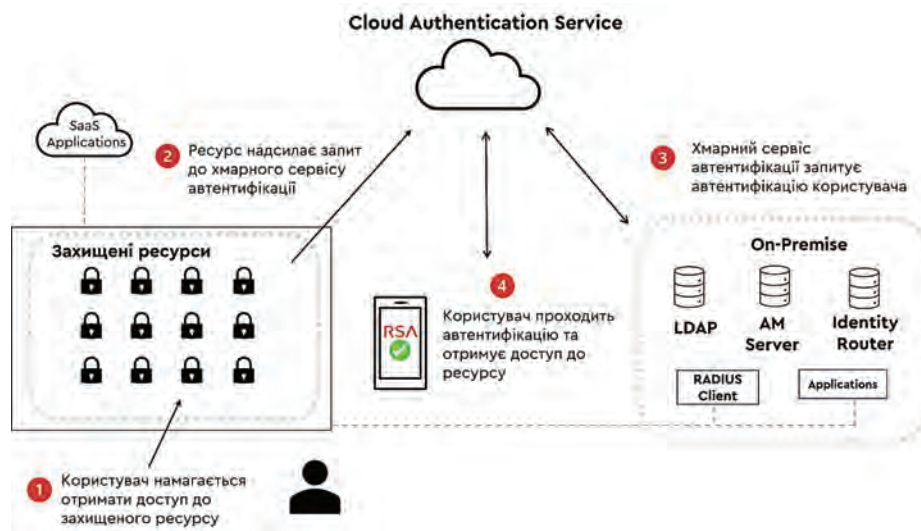 Cloud Authentication Service
SaaS
Applications
2
Ресурс надсилає запит
до хмарного сервісу
автентифікації
3
Хмарний сервіс
автентифікації запитує
автентифікацію користувача
Захищені ресурси
On-Premise
LDAP
AM
Server
Identity
Router
RADIUS
Client
Applications
RSA
4
Користувач проходить
автентифікацію та
отримує доступ до
ресурсу
1
Користувач намагається
отримати доступ до
захищеного ресурсу